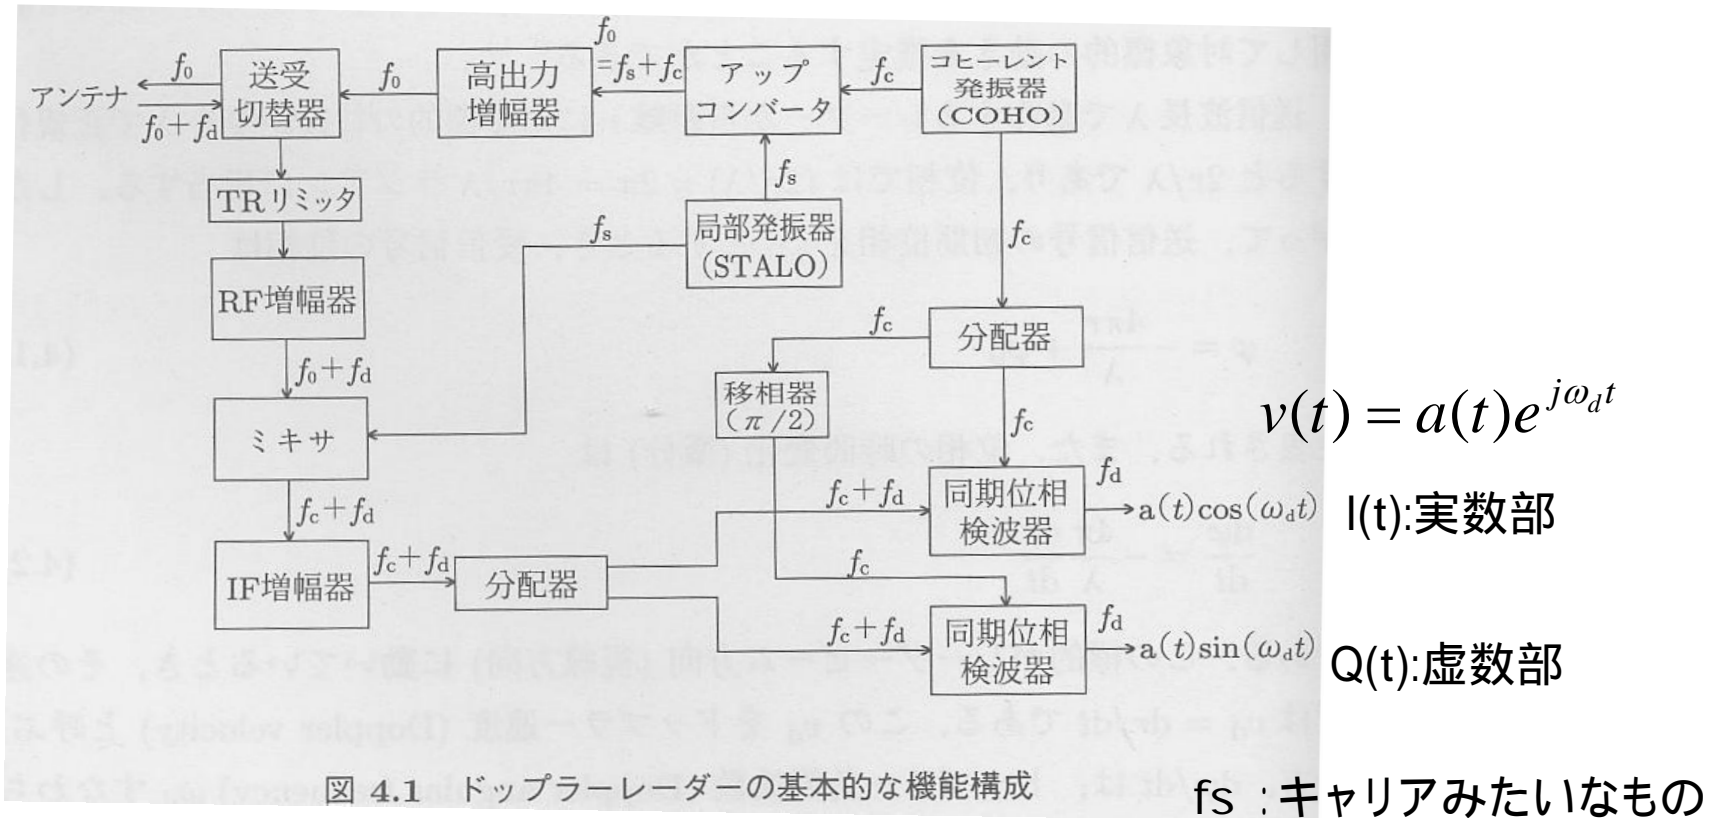 アンテナ
f0
f0+fd
送受
切替器
f0
高出力
増幅器
f0
=fs+fc
アップ
コンバータ
fc
コヒーレント
発振器
(COHO)
fs
TRリミッタ
局部発振器
(STALO)
fs
fc
RF増幅器
fc
分配器
f0+fd
移相器
(π/2)
fc
v(t) = a(t)e^{jω_d t}
ミキサ
fc+fd
同期位相
検波器
fd
a(t)cos(ωdt)
I(t):実数部
fc+fd
IF増幅器
fc+fd
分配器
fc
fc+fd
同期位相
検波器
fd
a(t)sin(ωdt)
Q(t):虚数部
図 4.1 ドップラーレーダーの基本的な機能構成
fs :キャリアみたいなもの